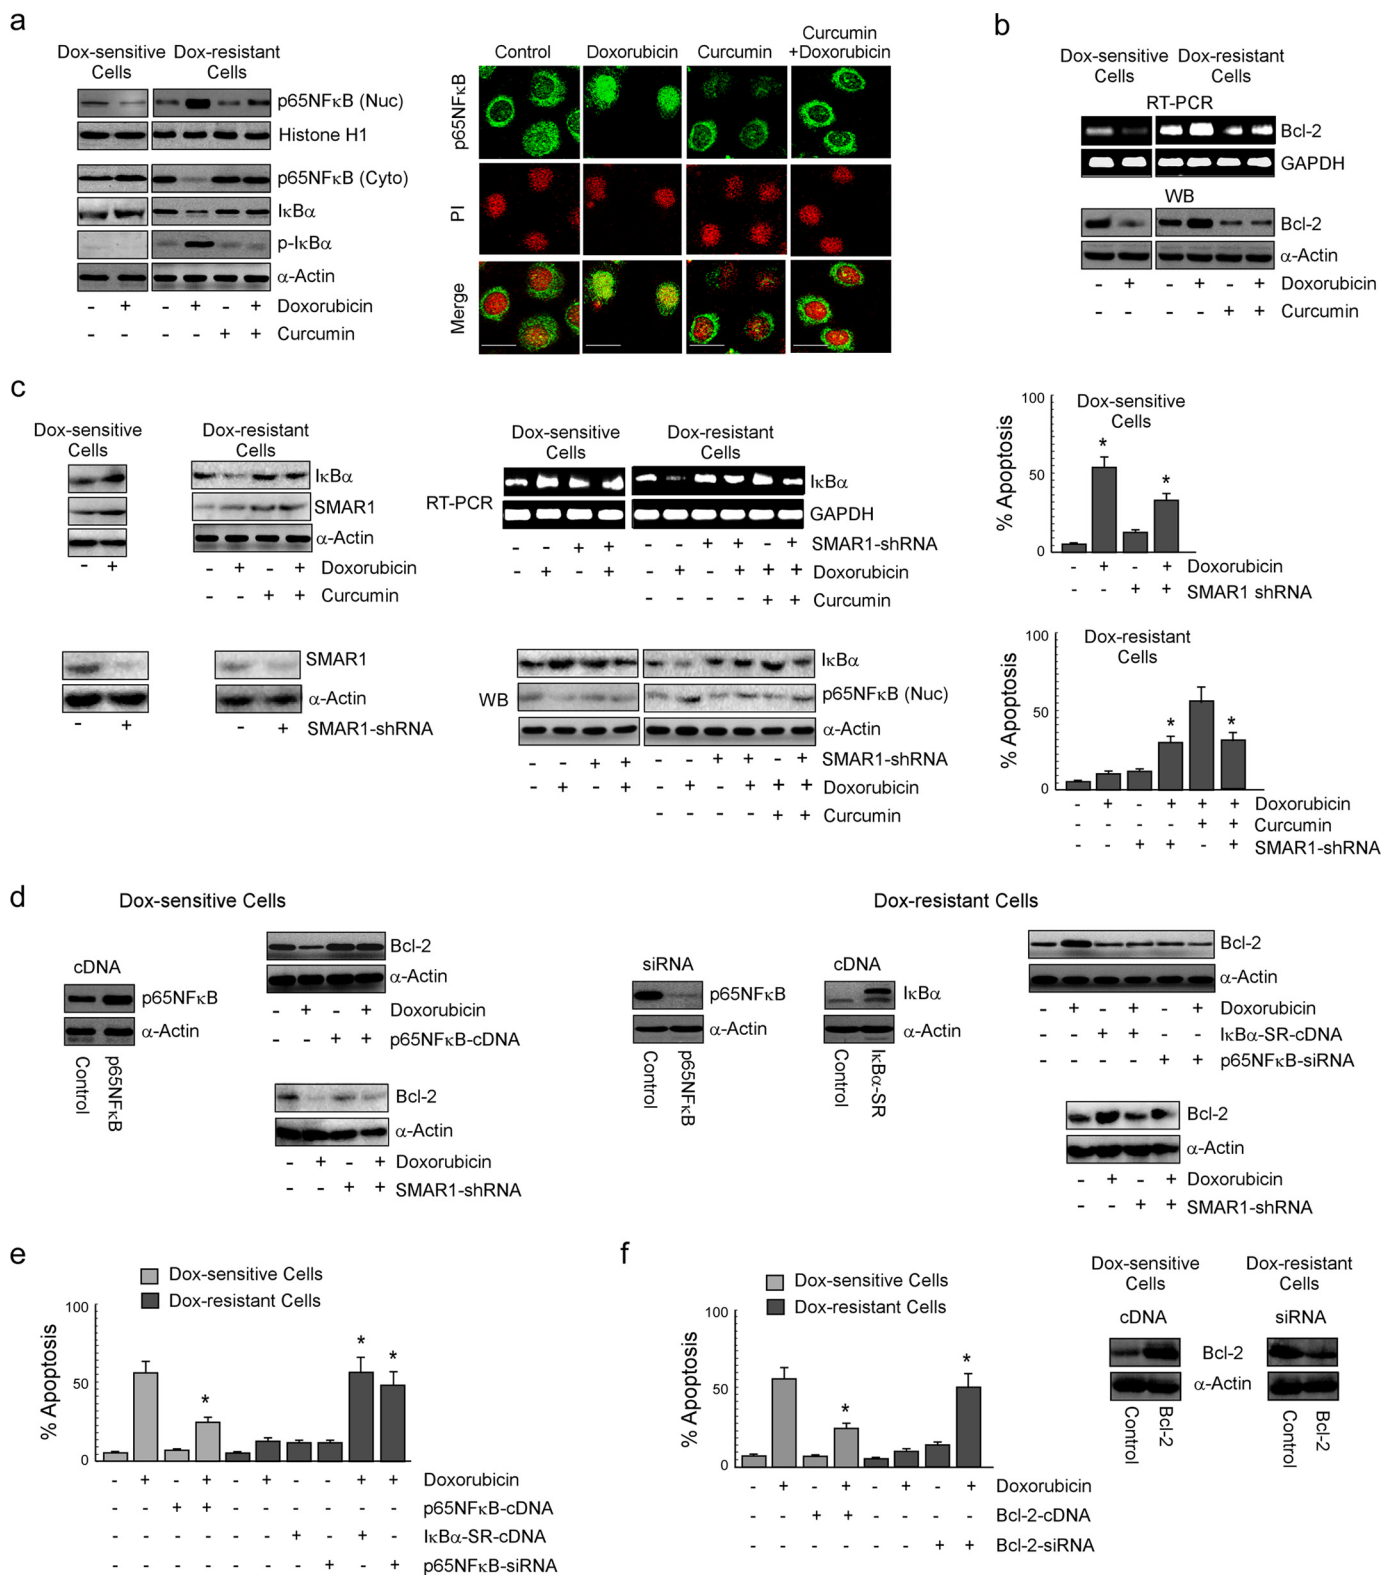 a
Dox-sensitive Cells
Dox-resistant Cells
p65NFκB (Nuc)
Histone H1
p65NFκB (Cyto)
IκBα
p-IκBα
α-Actin
- + - + - + Doxorubicin
- - - - + + Curcumin
Control Doxorubicin Curcumin Curcumin +Doxorubicin
p65NFκB
PI
Merge
b
Dox-sensitive Cells
Dox-resistant Cells
RT-PCR
Bcl-2
GAPDH
WB
Bcl-2
α-Actin
- + - + - + Doxorubicin
- - - - + + Curcumin
c
Dox-sensitive Cells
Dox-resistant Cells
IκBα
SMAR1
α-Actin
- + - + - + Doxorubicin
- - + + Curcumin
SMAR1
α-Actin
- + - + SMAR1-shRNA
Dox-sensitive Cells
Dox-resistant Cells
RT-PCR
IκBα
GAPDH
- - + + - - + + - + SMAR1-shRNA
- + - + - + - + + + Doxorubicin
- - - - + + Curcumin
WB
IκBα
p65NFκB (Nuc)
α-Actin
- - + + - - + + - + SMAR1-shRNA
- + - + - + - + + + Doxorubicin
- - - - + + Curcumin
Dox-sensitive Cells
% Apoptosis
100
50
0
* *
- + - + Doxorubicin
- - + + SMAR1 shRNA
Dox-resistant Cells
% Apoptosis
100
50
0
* *
- + - + + + Doxorubicin
- - - - + + Curcumin
- - + + - + SMAR1-shRNA
d
Dox-sensitive Cells
cDNA
p65NFκB
α-Actin
Control
p65NFκB
Bcl-2
α-Actin
- + - + Doxorubicin
- - + + p65NFκB-cDNA
Bcl-2
α-Actin
- + - + Doxorubicin
- - + + SMAR1-shRNA
Dox-resistant Cells
siRNA
p65NFκB
α-Actin
Control
p65NFκB
cDNA
IκBα
α-Actin
Control
IκBα-SR
Bcl-2
α-Actin
- + - + - + Doxorubicin
- - + + - - IκBα-SR-cDNA
- - - - + + p65NFκB-siRNA
Bcl-2
α-Actin
- + - + Doxorubicin
- - + + SMAR1-shRNA
e
Dox-sensitive Cells
Dox-resistant Cells
% Apoptosis
100
50
0
* * *
- + - + - + - - + + Doxorubicin
- - + + - - - - - - p65NFκB-cDNA
- - - - - - + - + - IκBα-SR-cDNA
- - - - - - - + - + p65NFκB-siRNA
f
Dox-sensitive Cells
Dox-resistant Cells
% Apoptosis
100
50
0
* *
- + - + - + - + Doxorubicin
- - + + - - - - Bcl-2-cDNA
- - - - - - + + Bcl-2-siRNA
Dox-sensitive Cells
Dox-resistant Cells
cDNA
siRNA
Bcl-2
α-Actin
Control
Bcl-2
Control
Bcl-2